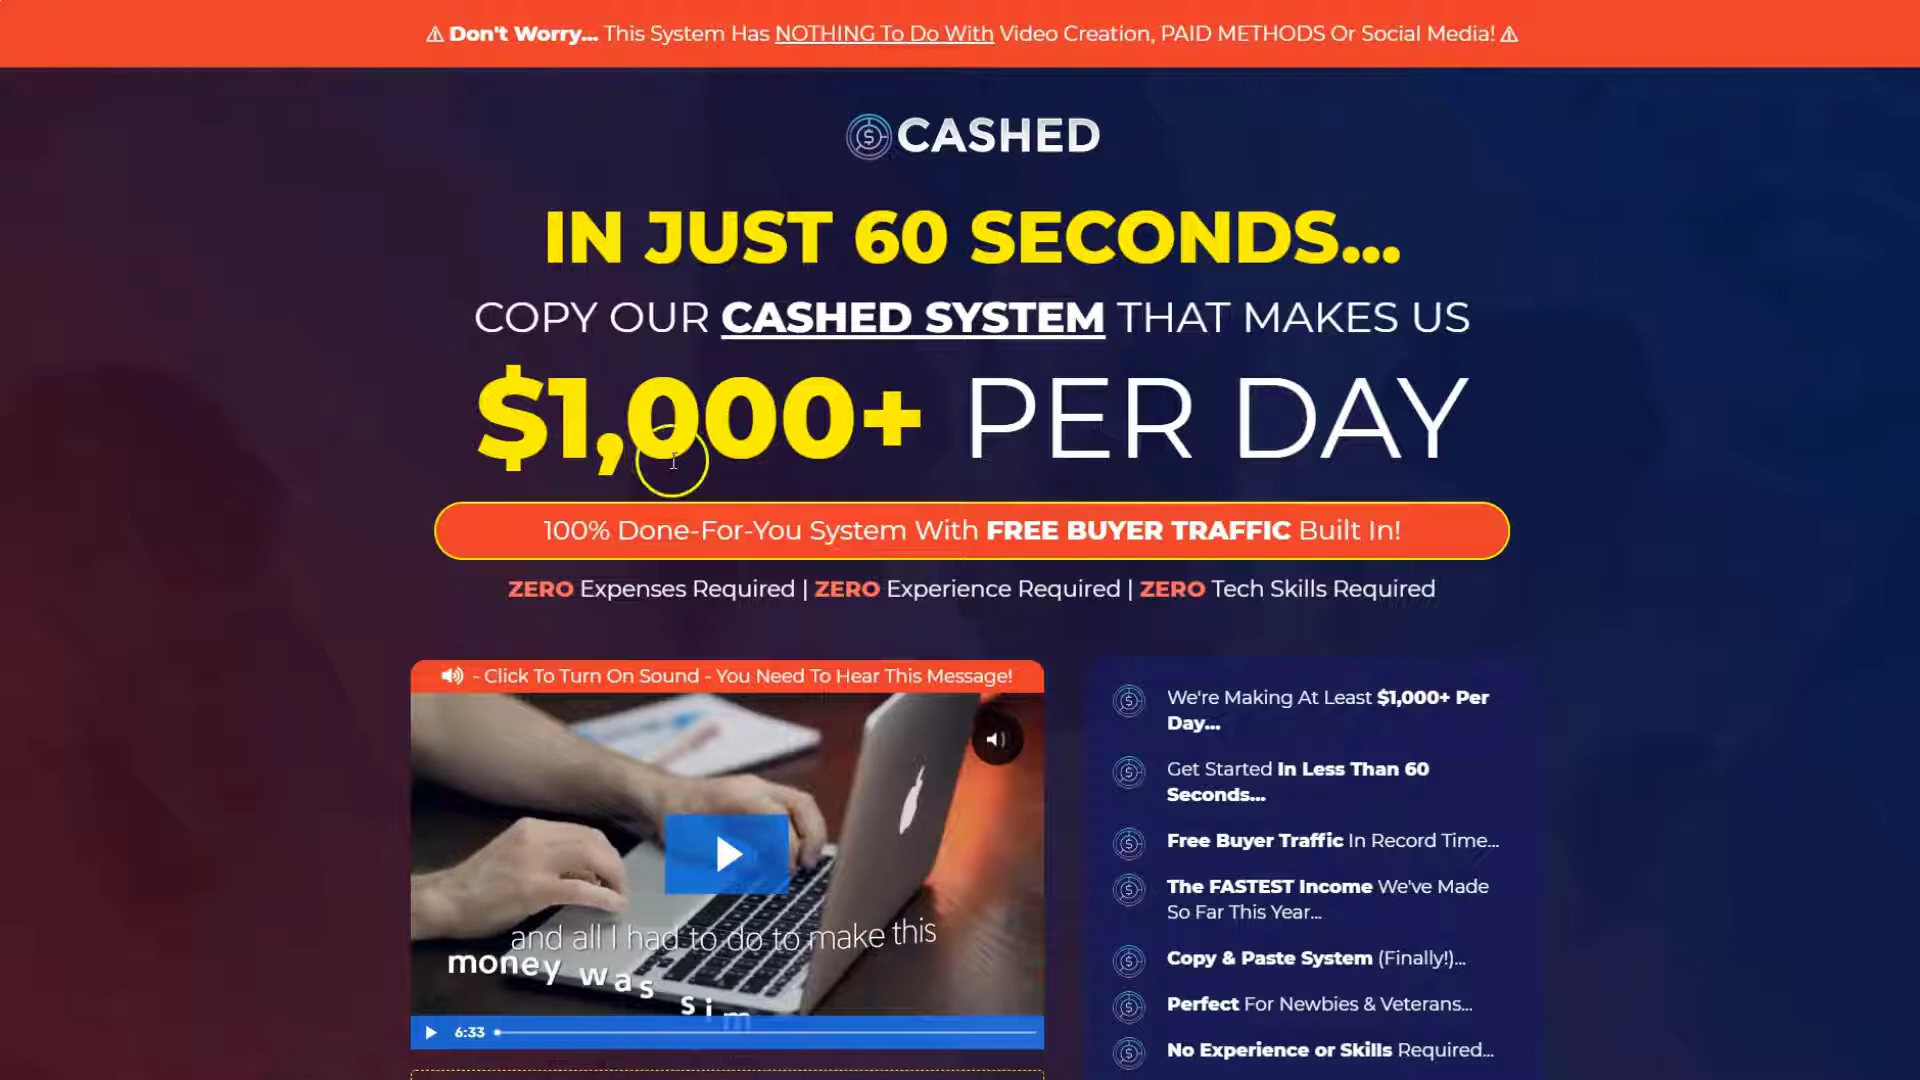 ⚠ Don't Worry... This System Has NOTHING To Do With Video Creation, PAID METHODS Or Social Media! ⚠
CASHED
IN JUST 60 SECONDS...
COPY OUR CASHED SYSTEM THAT MAKES US
$1,000+ PER DAY
100% Done-For-You System With FREE BUYER TRAFFIC Built In!
ZERO Expenses Required | ZERO Experience Required | ZERO Tech Skills Required
- Click To Turn On Sound - You Need To Hear This Message!
and all I had to do to make this
money was sim
6:33
We're Making At Least $1,000+ Per
Day...
Get Started In Less Than 60
Seconds...
Free Buyer Traffic In Record Time...
The FASTEST Income We've Made
So Far This Year...
Copy & Paste System (Finally!)...
Perfect For Newbies & Veterans...
No Experience or Skills Required...